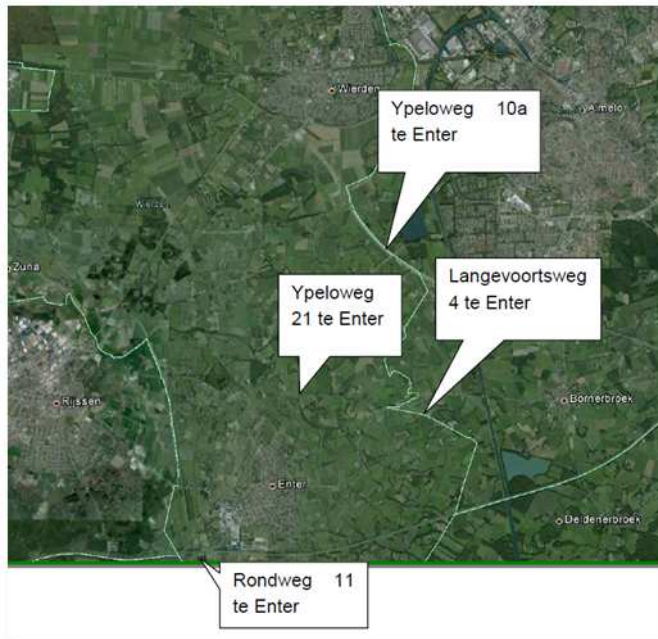 Wierden
Ypeloweg 10a
te Enter
Almelo
Wierden
Zuna
Ypeloweg
21 te Enter
Langevoortsweg
4 te Enter
Rijssen
Bornerbroek
Enter
Deldenerbroek
Rondweg 11
te Enter